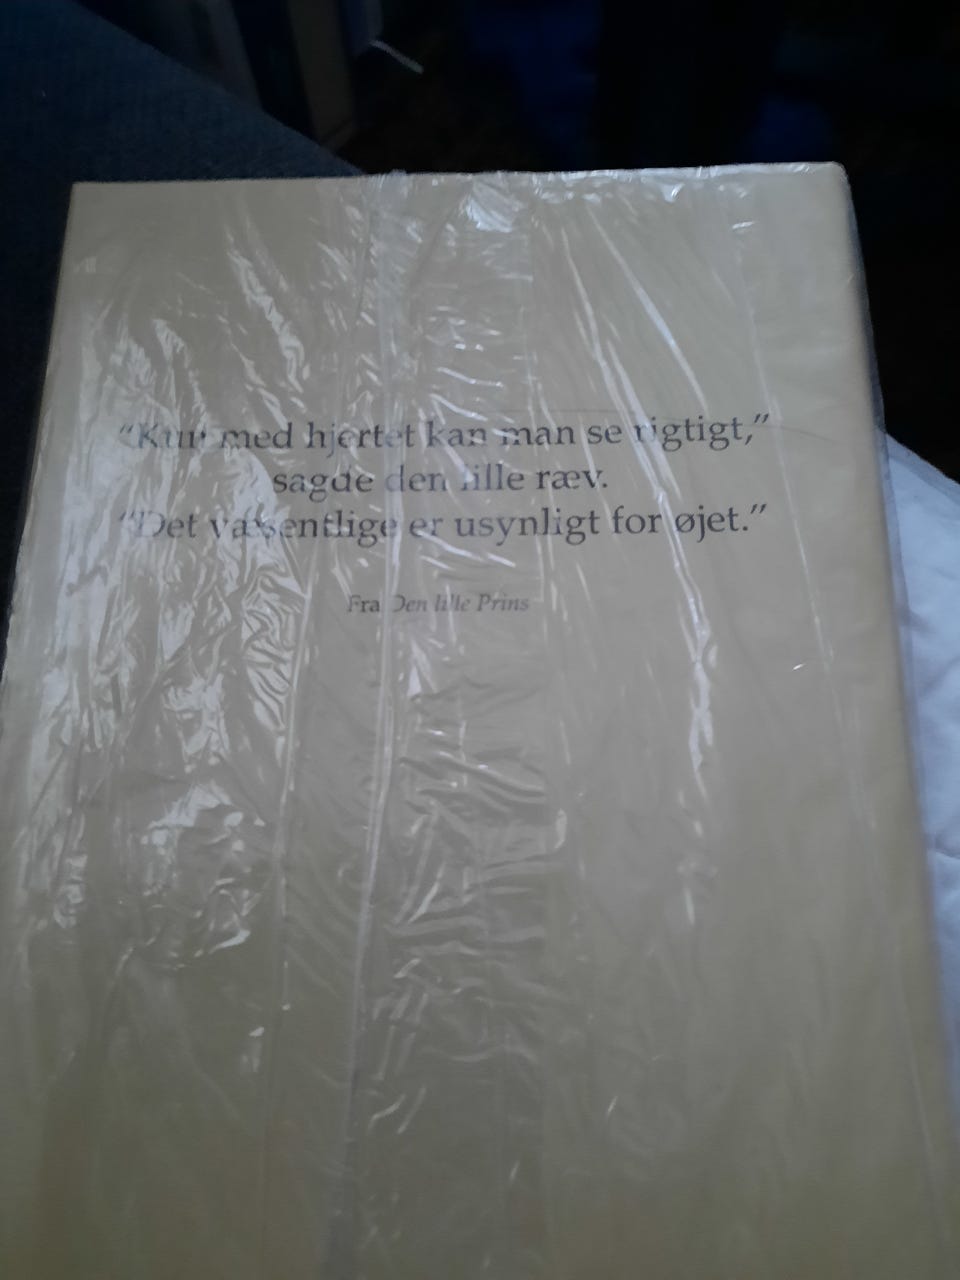 “Kun med hjertet kan man se rigtigt,”
sagde den lille ræv.
“Det væsentlige er usynligt for øjet.”
Fra Den lille Prins